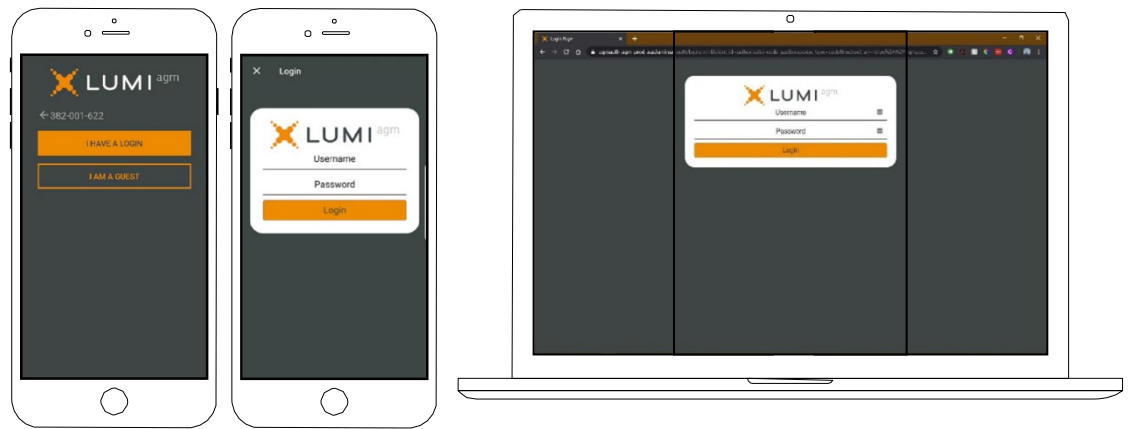 LUMI agm
←382-001-622
I HAVE A LOGIN
I AM A GUEST
× Login
LUMI agm
Username
Password
Login
Login Page
LUMI agm
Username
Password
Login